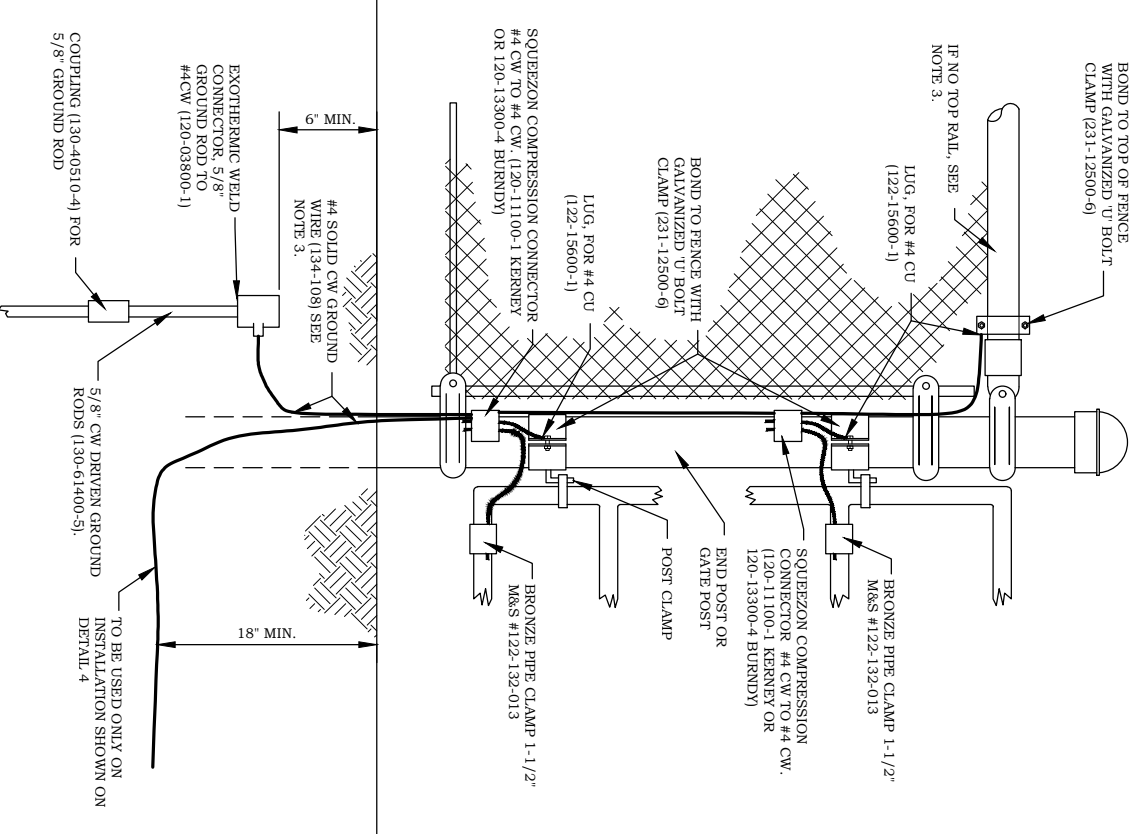 BOND TO TOP OF FENCE
WITH GALVANIZED 'U' BOLT
CLAMP (231-12500-6)
IF NO TOP RAIL, SEE
NOTE 3.
LUG, FOR #4 CU
(122-15600-1)
BOND TO FENCE WITH
GALVANIZED 'U' BOLT
CLAMP (231-12500-6)
LUG, FOR #4 CU
(122-15600-1)
SQUEEZON COMPRESSION CONNECTOR
#4 CW TO #4 CW. (120-11100-1 KERNEY
OR 120-13300-4 BURNDY)
6" MIN.
#4 SOLID CW GROUND
WIRE (134-108) SEE
NOTE 3.
EXOTHERMIC WELD
CONNECTOR, 5/8"
GROUND ROD TO
#4CW (120-03800-1)
COUPLING (130-40510-4) FOR
5/8" GROUND ROD
BRONZE PIPE CLAMP 1-1/2"
M&S #122-132-013
SQUEEZON COMPRESSION
CONNECTOR #4 CW TO #4 CW.
(120-11100-1 KERNEY OR
120-13300-4 BURNDY)
END POST OR
GATE POST
POST CLAMP
BRONZE PIPE CLAMP 1-1/2"
M&S #122-132-013
18" MIN.
5/8" CW DRIVEN GROUND
RODS (130-61400-5).
TO BE USED ONLY ON
INSTALLATION SHOWN ON
DETAIL 4